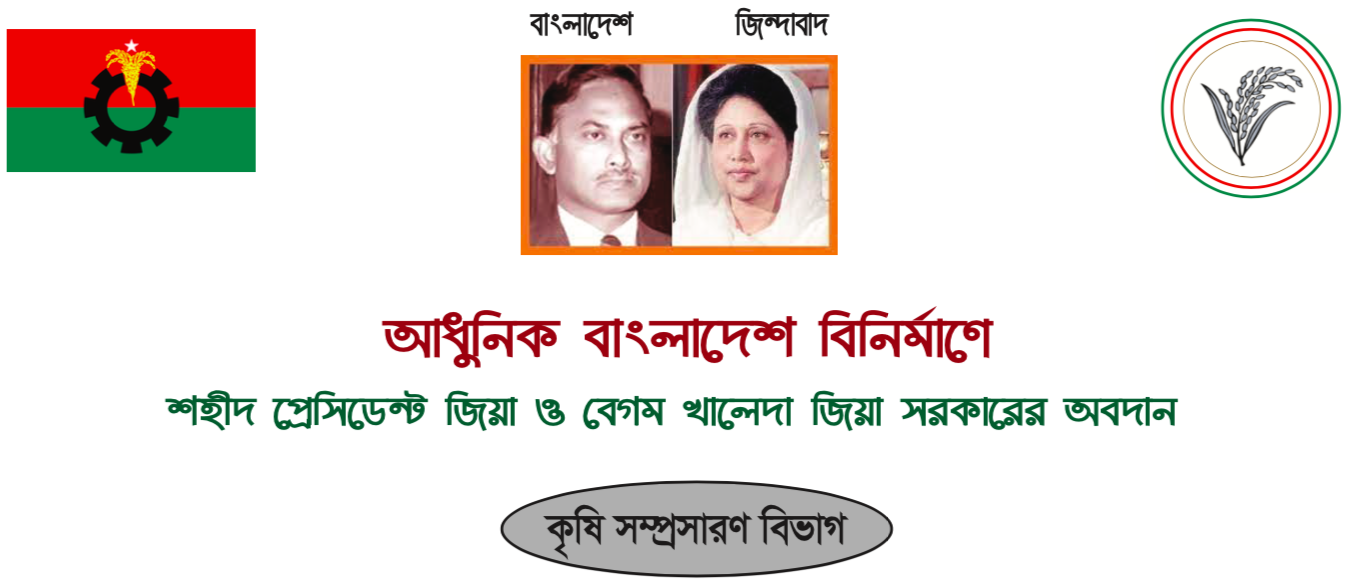 বাংলাদেশ জিন্দাবাদ
আধুনিক বাংলাদেশ বিনির্মাণে
শহীদ প্রেসিডেন্ট জিয়া ও বেগম খালেদা জিয়া সরকারের অবদান
কৃষি সম্প্রসারণ বিভাগ